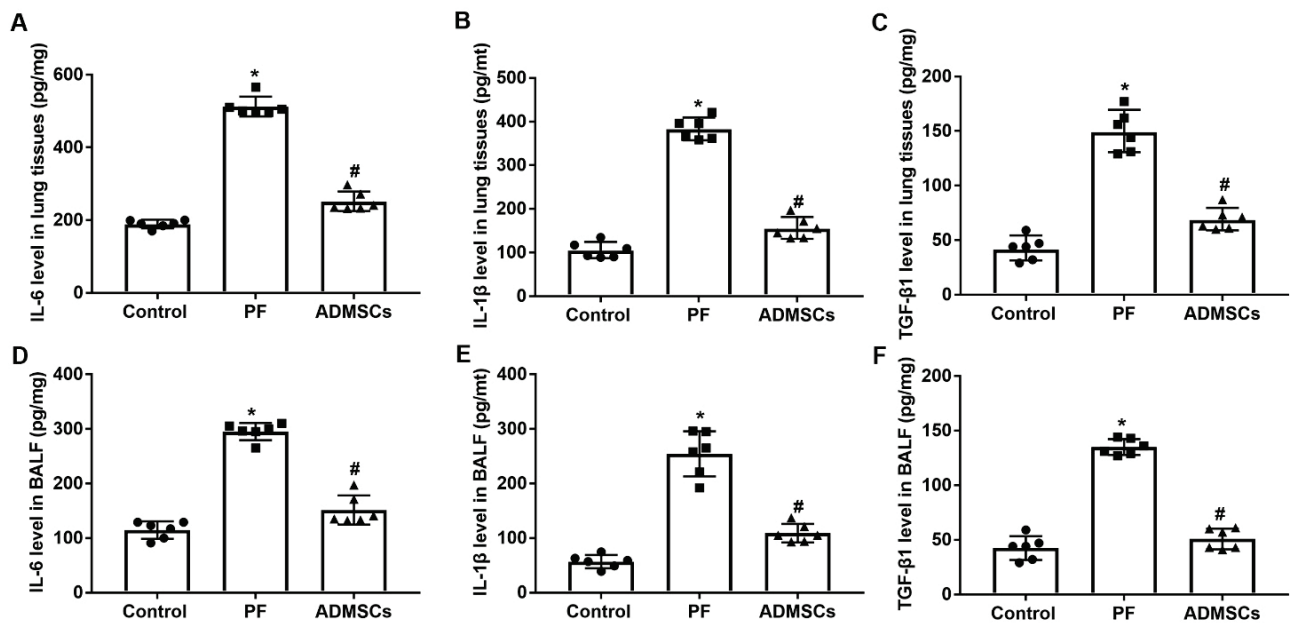 A
IL-6 level in lung tissues (pg/mg)
600
400
200
0
*
#
Control PF ADMSCs
B
IL-1β level in lung tissues (pg/mt)
500
400
300
200
100
0
*
#
Control PF ADMSCs
C
TGF-β1 level in lung tissues (pg/mg)
200
150
100
50
0
*
#
Control PF ADMSCs
D
IL-6 level in BALF (pg/mg)
400
300
200
100
0
*
#
Control PF ADMSCs
E
IL-1β level in BALF (pg/mt)
400
300
200
100
0
*
#
Control PF ADMSCs
F
TGF-β1 level in BALF (pg/mg)
200
150
100
50
0
*
#
Control PF ADMSCs